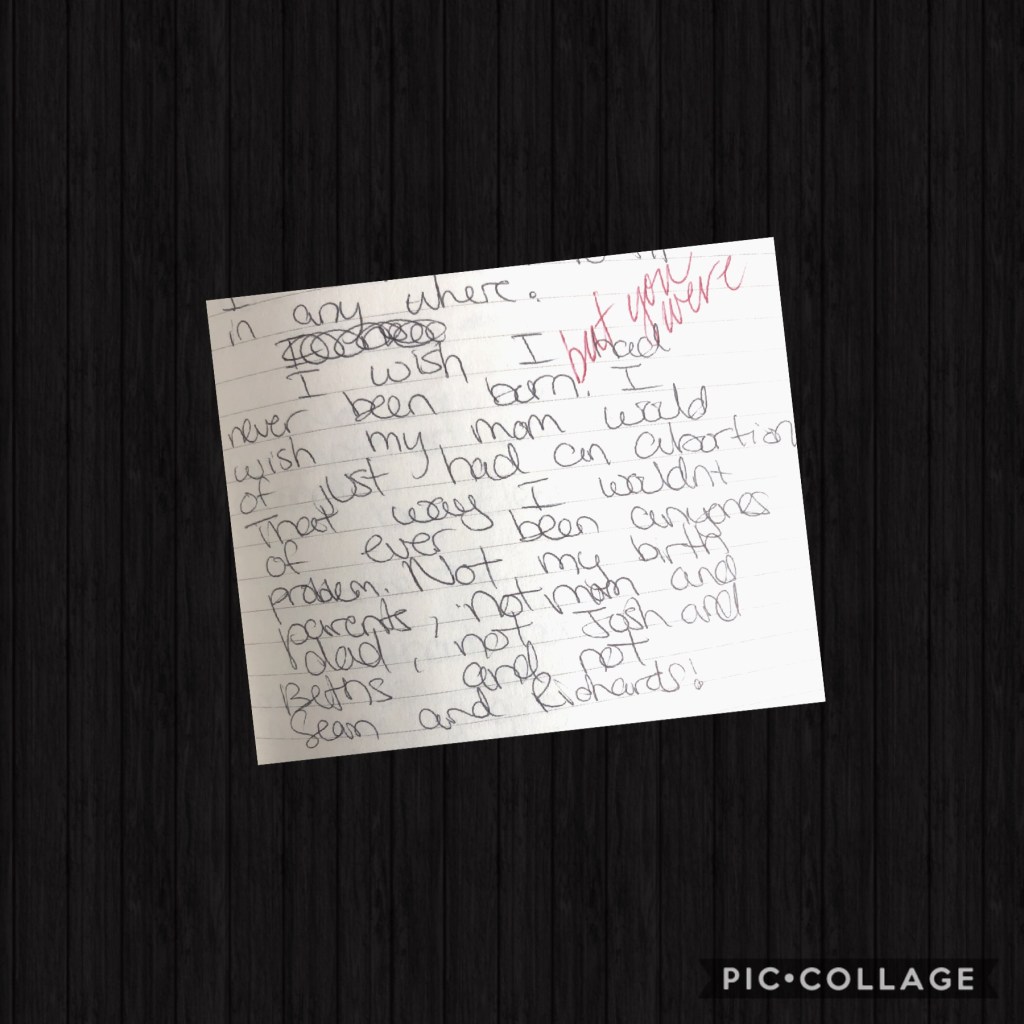 in any where.
but you
were
I wish I had
never been born. I
wish my mom would
of just had an abortion
That way I wouldnt
of ever been anyones
problem. Not my birth
parents, not mom and
dad, not Josh and
Beths and not
Sean and Richards!
PIC•COLLAGE